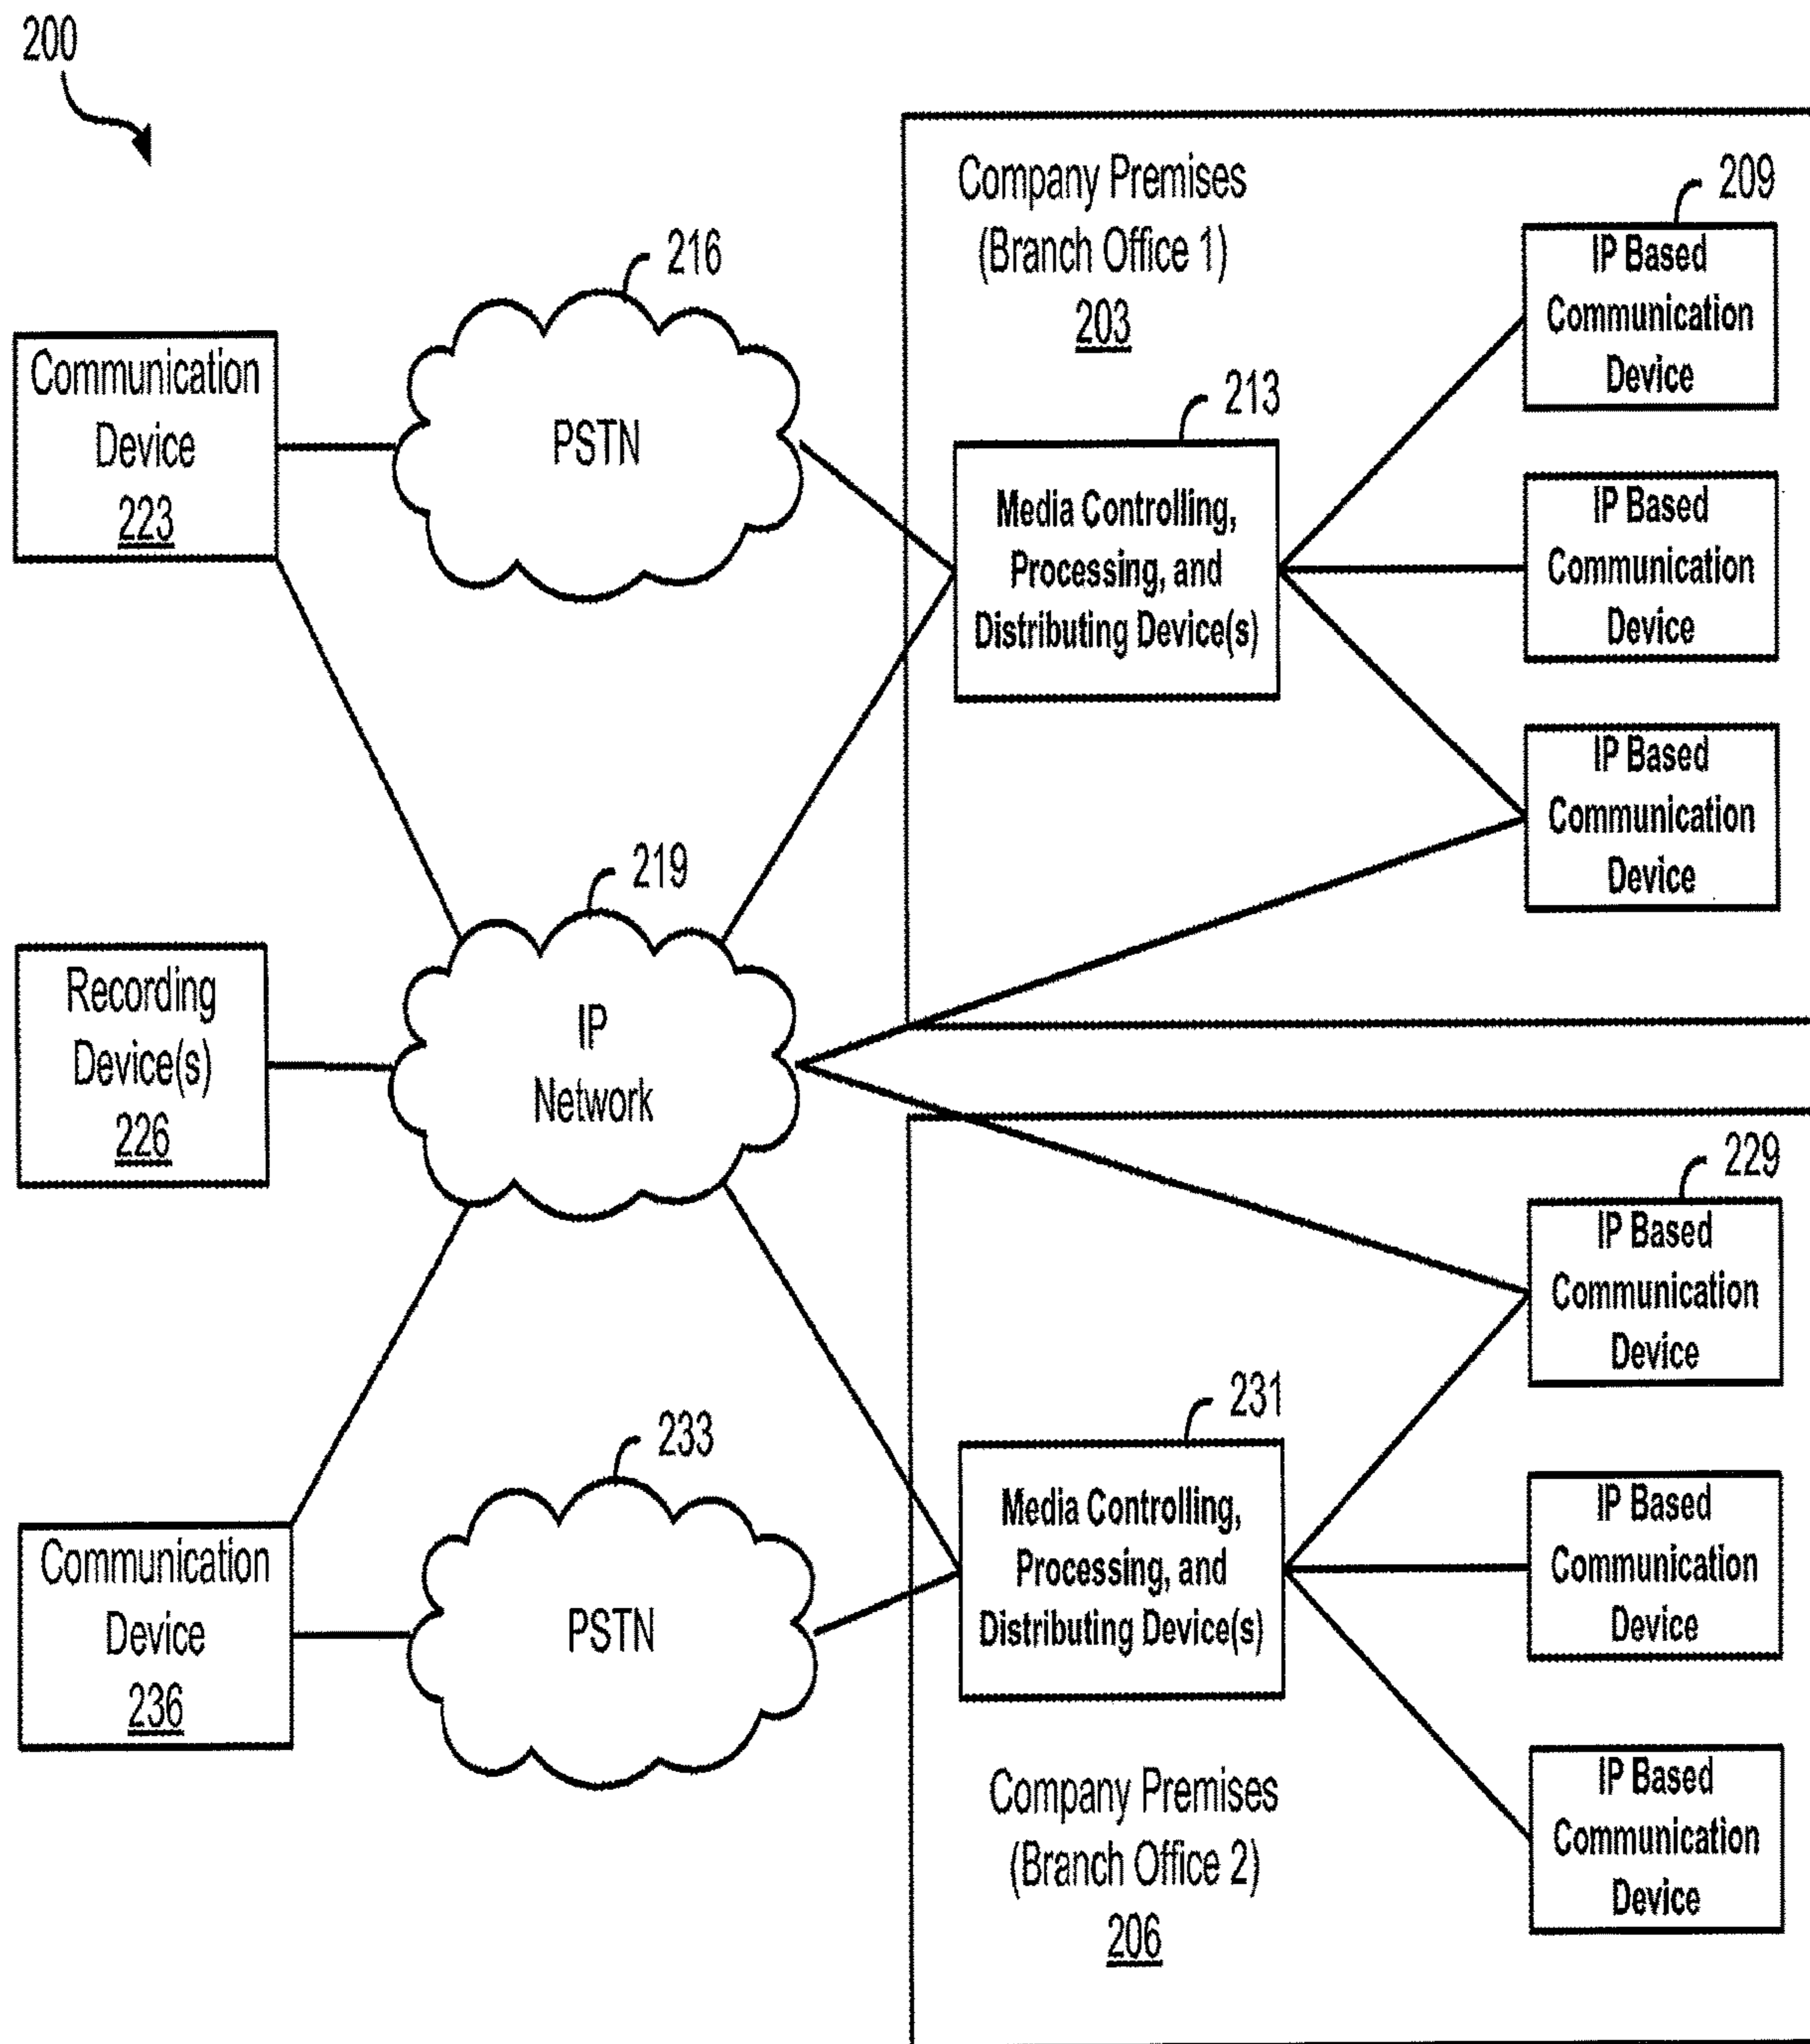 200
216
Communication
Device
223
PSTN
Company Premises
(Branch Office 1)
203
209
IP Based
Communication
Device
213
Media Controlling,
Processing, and
Distributing Device(s)
IP Based
Communication
Device
IP Based
Communication
Device
219
Recording
Device(s)
226
IP
Network
229
IP Based
Communication
Device
231
Media Controlling,
Processing, and
Distributing Device(s)
IP Based
Communication
Device
IP Based
Communication
Device
233
Communication
Device
236
PSTN
Company Premises
(Branch Office 2)
206